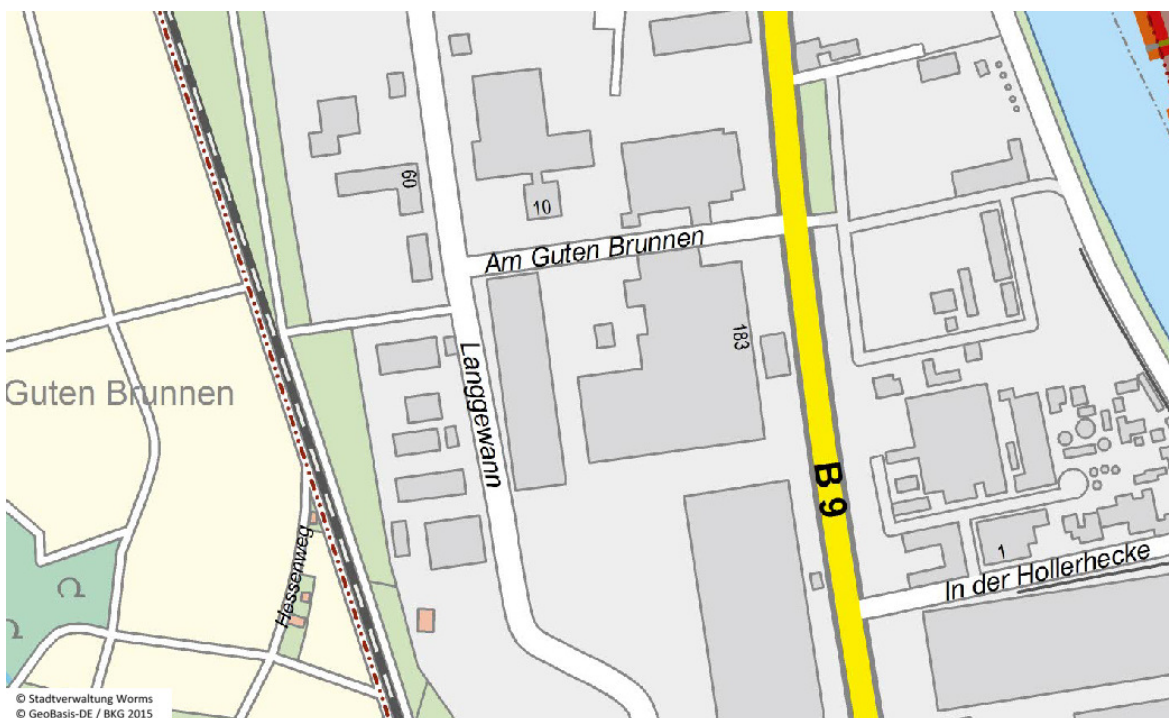 60
10
Am Guten Brunnen
183
Langgewann
Guten Brunnen
B 9
Hessenweg
1
In der Hollerhecke
© Stadtverwaltung Worms
© GeoBasis-DE / BKG 2015